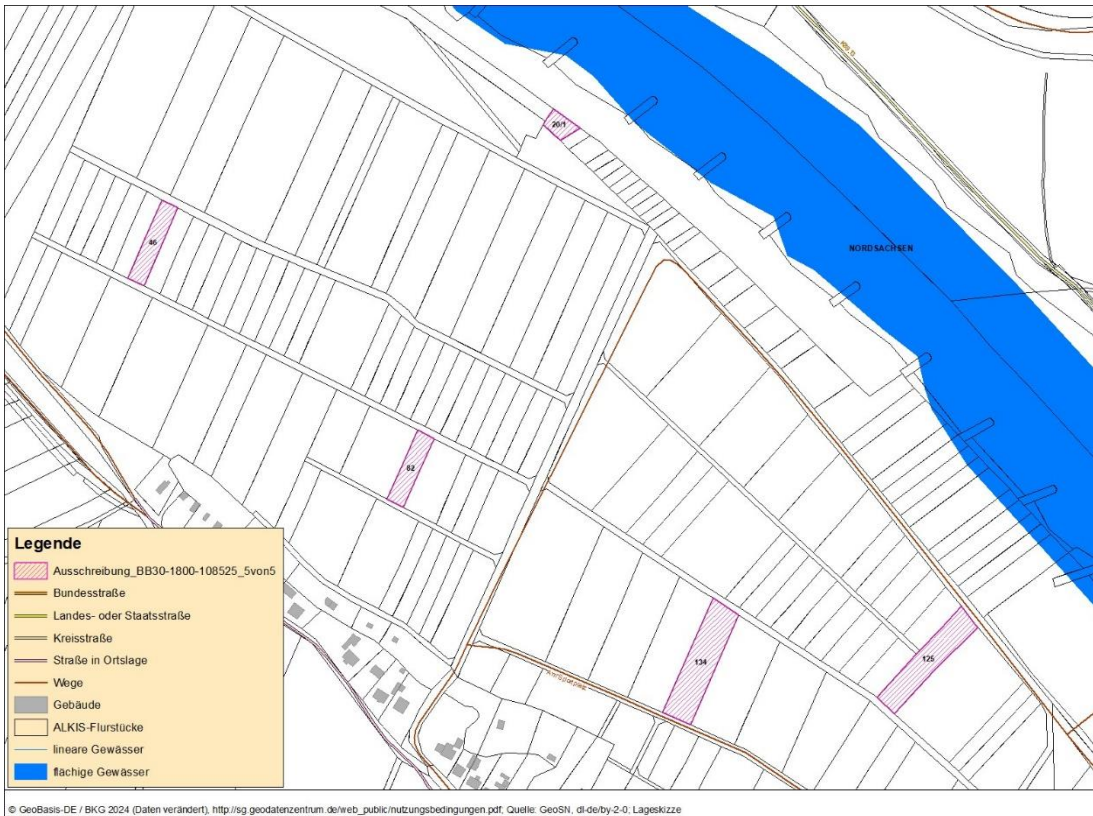 20/1
46
NORDSACHSEN
62
134
125
Legende
Ausschreibung_BB30-1800-108525_5von5
Bundesstraße
Landes- oder Staatsstraße
Kreisstraße
Straße in Ortslage
Wege
Gebäude
ALKIS-Flurstücke
lineare Gewässer
flächige Gewässer
© GeoBasis-DE / BKG 2024 (Daten verändert), http://sg.geodatenzentrum.de/web_public/nutzungsbedingungen.pdf; Quelle: GeoSN, dl-de/by-2-0; Lageskizze